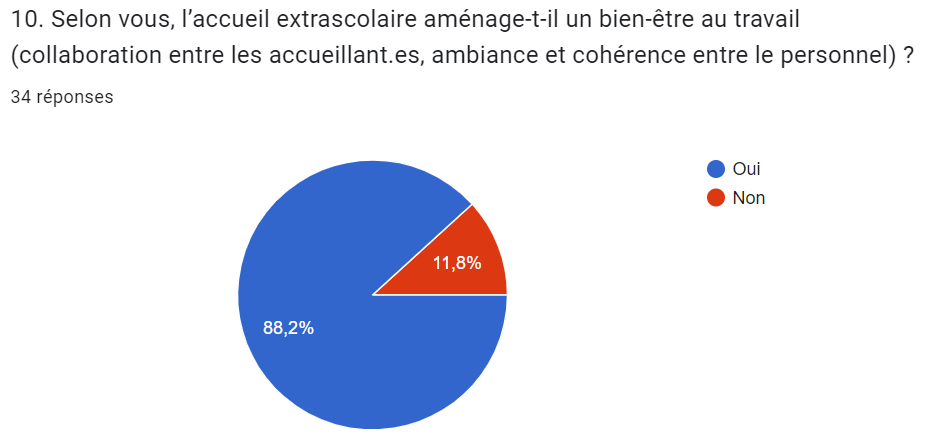 10. Selon vous, l’accueil extrascolaire aménage-t-il un bien-être au travail
(collaboration entre les accueillant.es, ambiance et cohérence entre le personnel) ?
34 réponses
Oui
Non
11,8%
88,2%